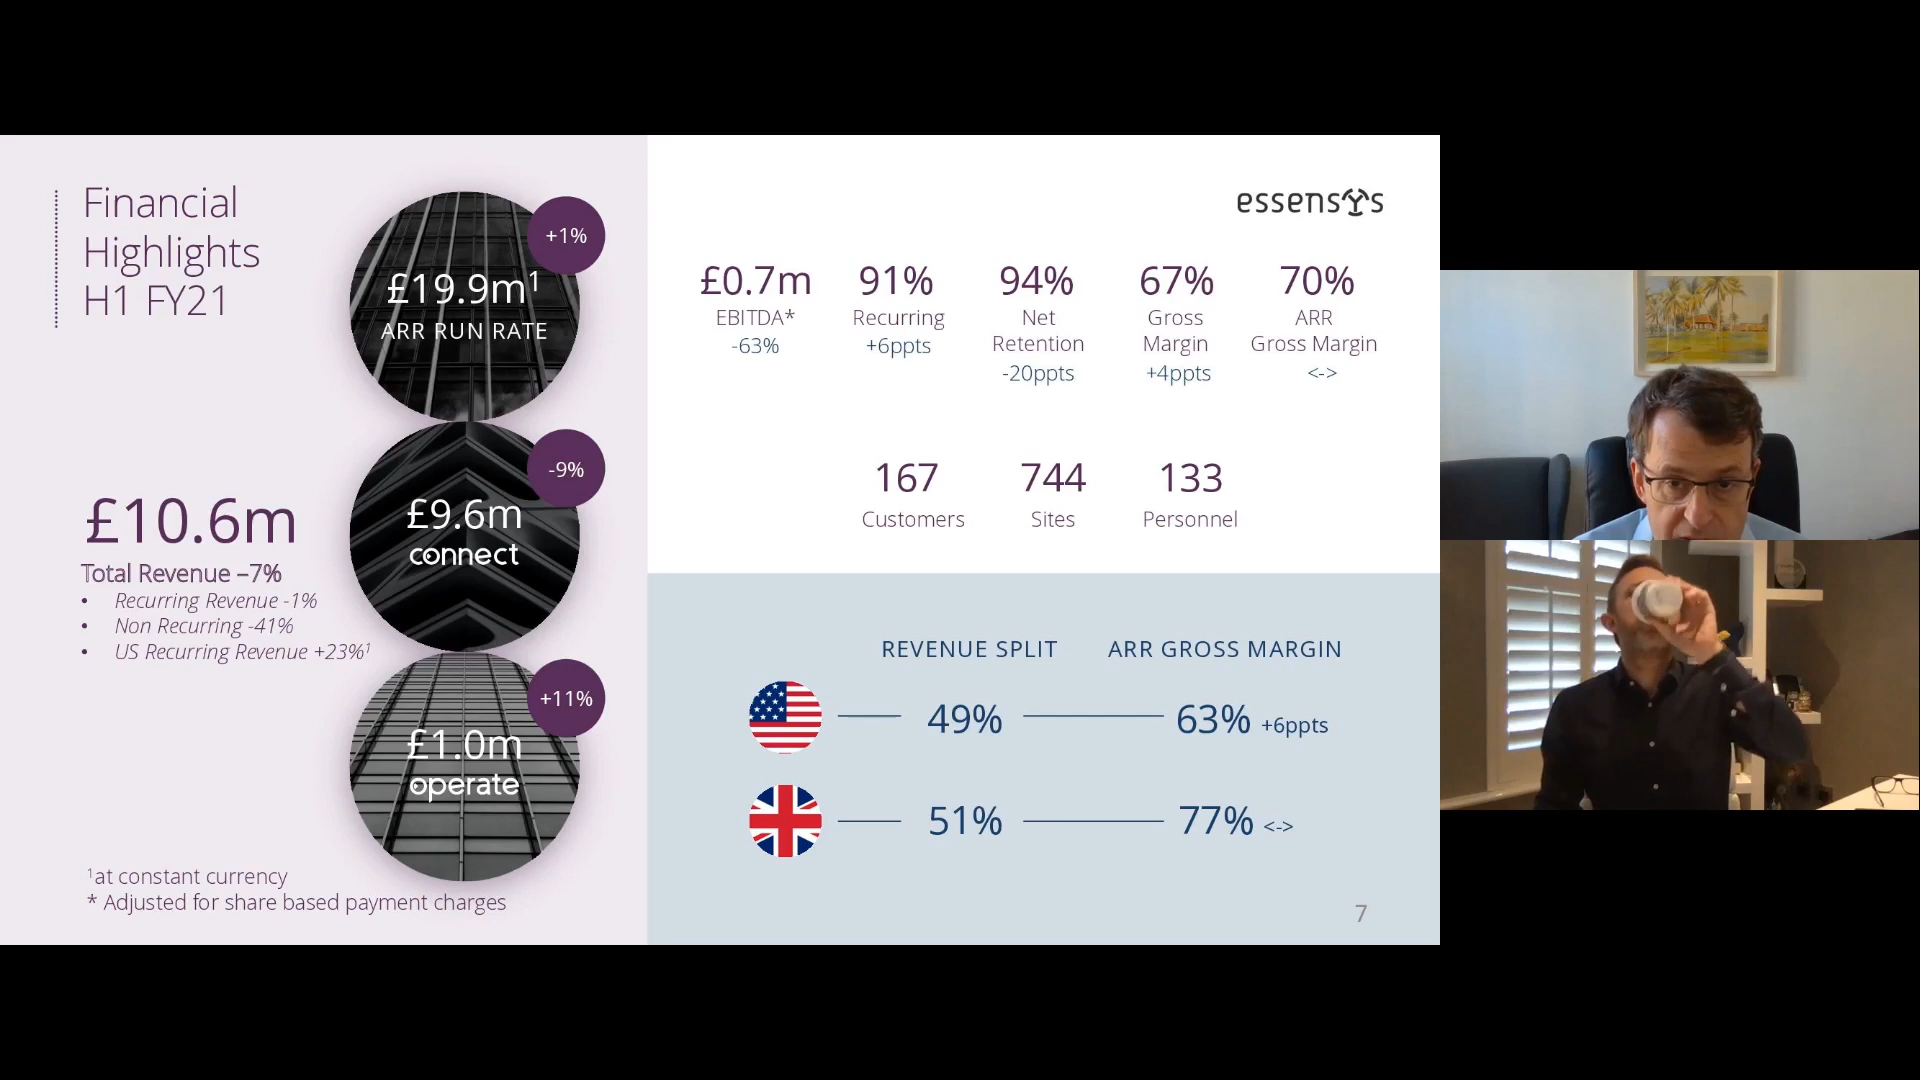 Financial
Highlights
H1 FY21
£10.6m
Total Revenue –7%
• Recurring Revenue -1%
• Non Recurring -41%
• US Recurring Revenue +23%¹
+1%
£19.9m¹
ARR RUN RATE
-9%
£9.6m
connect
+11%
£1.0m
operate
¹at constant currency
* Adjusted for share based payment charges
essensys
£0.7m
EBITDA*
-63%
91%
Recurring
+6ppts
94%
Net
Retention
-20ppts
67%
Gross
Margin
+4ppts
70%
ARR
Gross Margin
<->
167
Customers
744
Sites
133
Personnel
REVENUE SPLIT ARR GROSS MARGIN
49% 63% +6ppts
51% 77% <->
7